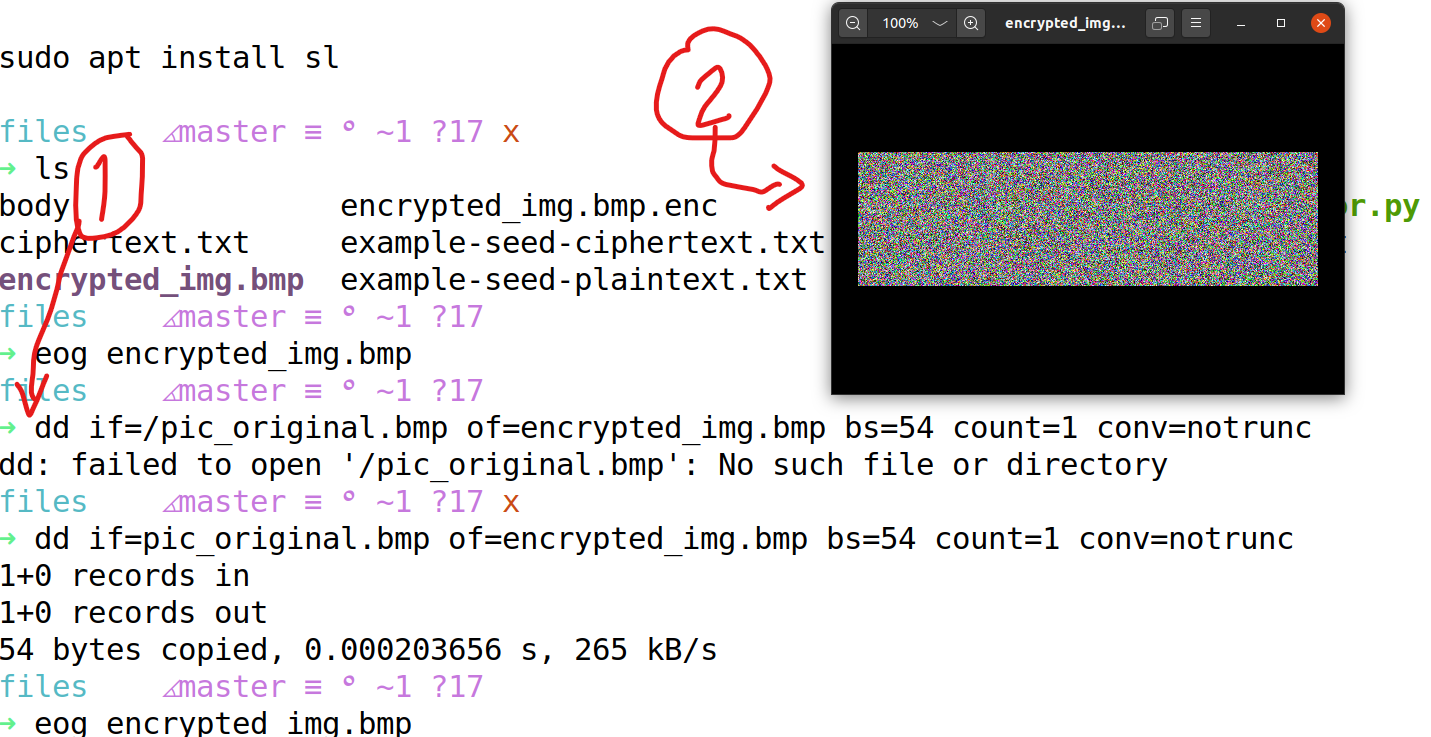 sudo apt install sl
100% encrypted_img...
2
files ⊿master ≡ ° ~1 ?17 x
➜ ls
1
body encrypted_img.bmp.enc or.py
ciphertext.txt example-seed-ciphertext.txt
encrypted_img.bmp example-seed-plaintext.txt
files ⊿master ≡ ° ~1 ?17
➜ eog encrypted_img.bmp
files ⊿master ≡ ° ~1 ?17
➜ dd if=/pic_original.bmp of=encrypted_img.bmp bs=54 count=1 conv=notrunc
dd: failed to open '/pic_original.bmp': No such file or directory
files ⊿master ≡ ° ~1 ?17 x
➜ dd if=pic_original.bmp of=encrypted_img.bmp bs=54 count=1 conv=notrunc
1+0 records in
1+0 records out
54 bytes copied, 0.000203656 s, 265 kB/s
files ⊿master ≡ ° ~1 ?17
➜ eog encrypted_img.bmp